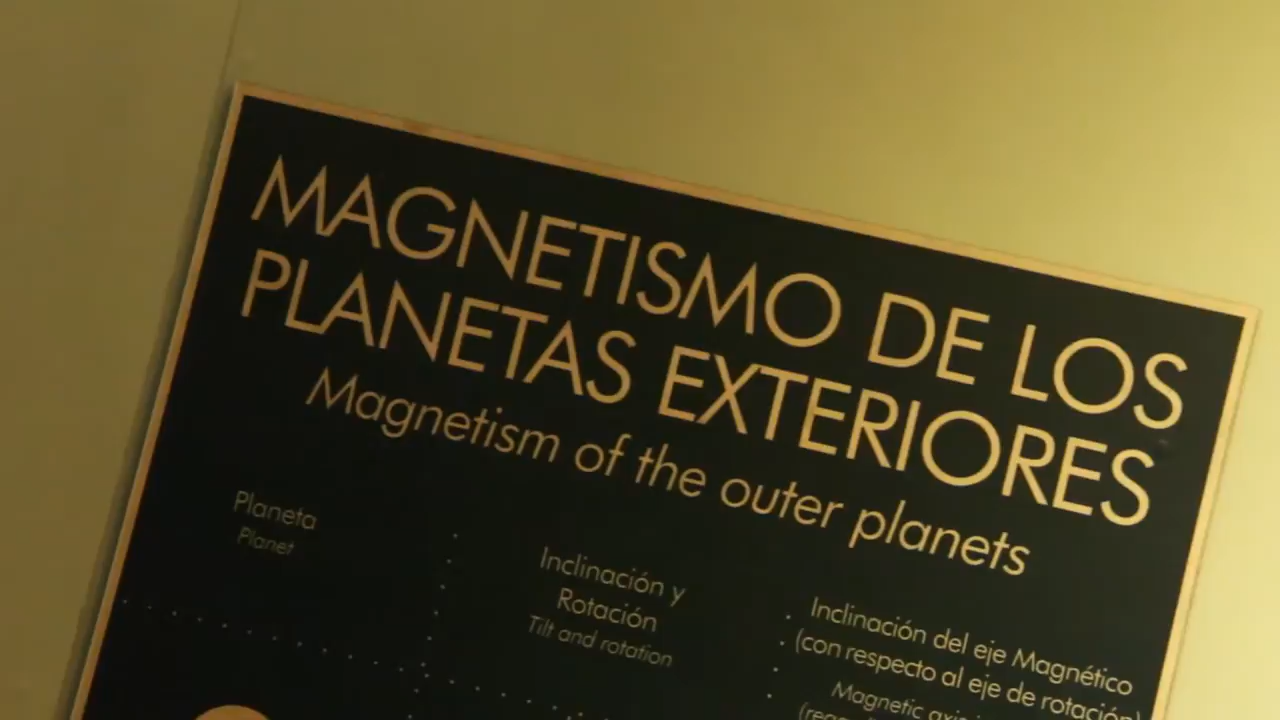 MAGNETISMO DE LOS
PLANETAS EXTERIORES
Magnetism of the outer planets
Planeta
Planet
Inclinación y
Rotación
Tilt and rotation
Inclinación del eje Magnético
(con respecto al eje de rotación)
Magnetic